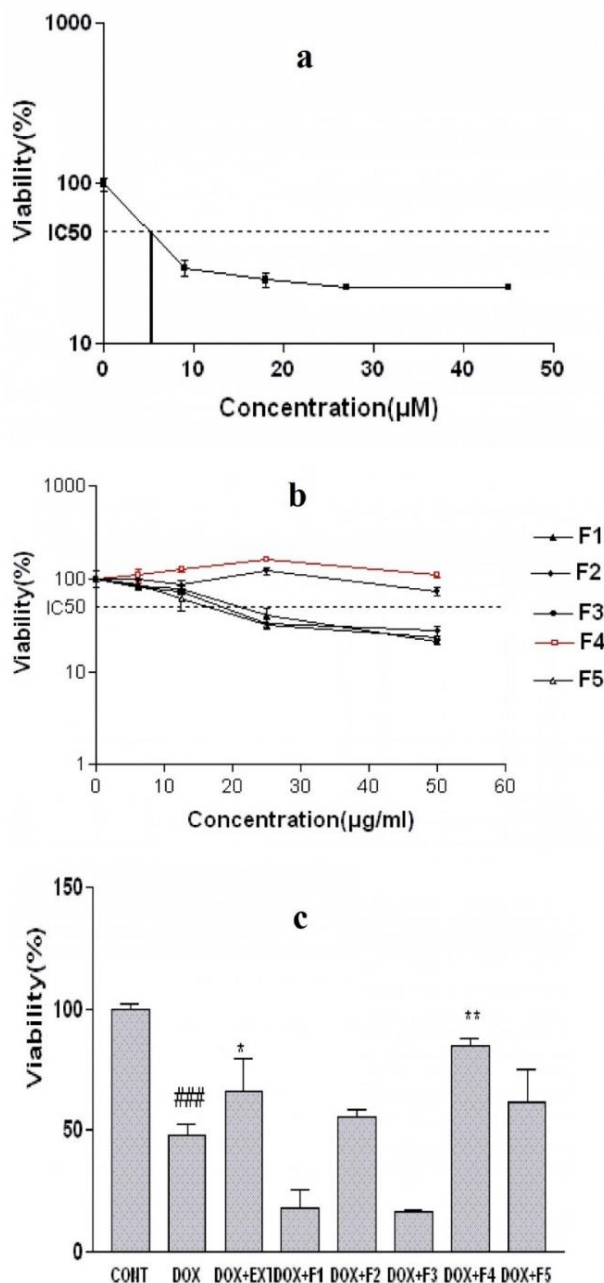 a
1000
100
IC50
10
Viability(%)
0 10 20 30 40 50
Concentration(µM)
b
1000
100
IC50
10
1
Viability(%)
0 10 20 30 40 50 60
Concentration(µg/ml)
F1
F2
F3
F4
F5
c
150
100
50
0
Viability(%)
###
*
**
CONT DOX DOX+EXT DOX+F1 DOX+F2 DOX+F3 DOX+F4 DOX+F5